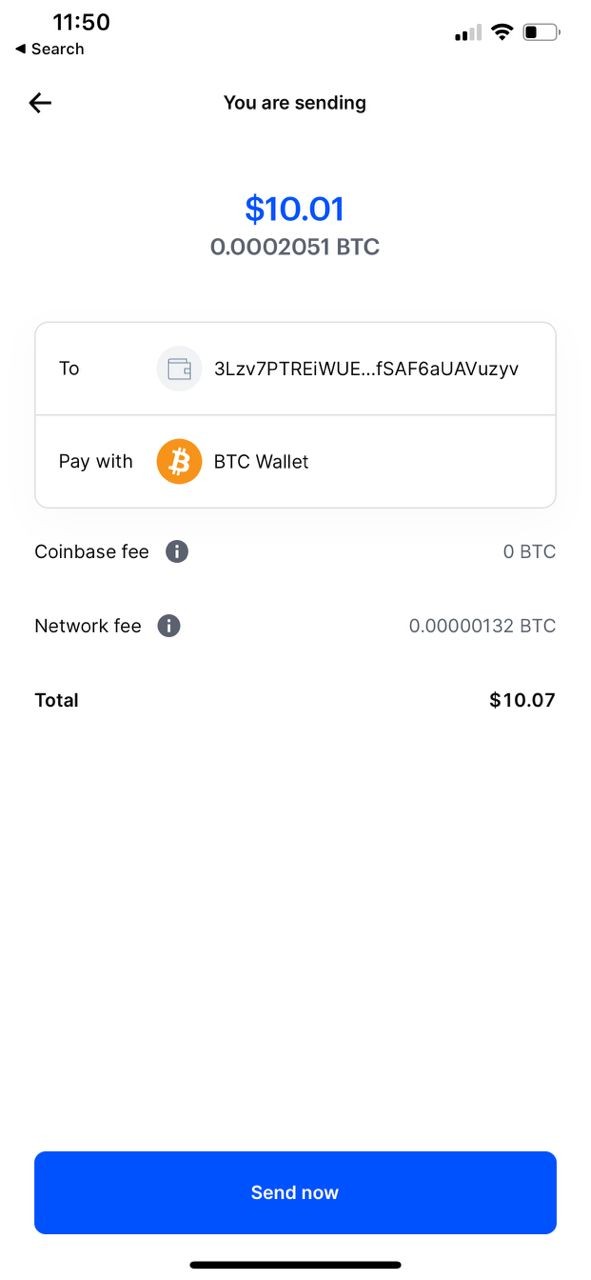 11:50
◀ Search
You are sending
$10.01
0.0002051 BTC
To 3Lzv7PTREiWUE...fSAF6aUAVuzyv
Pay with BTC Wallet
Coinbase fee 0 BTC
Network fee 0.00000132 BTC
Total $10.07
Send now